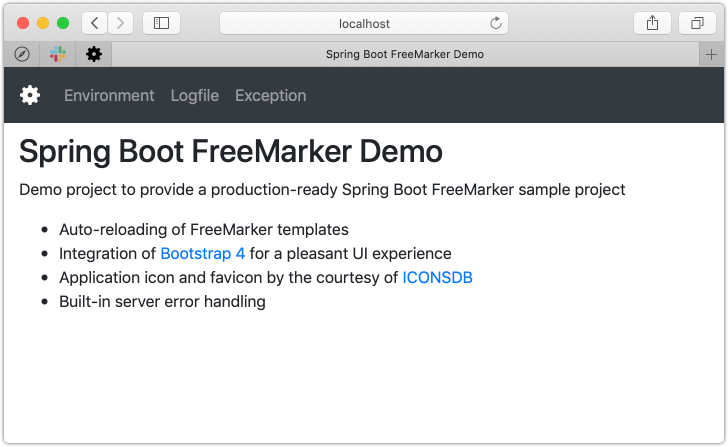 localhost
Spring Boot FreeMarker Demo
Environment Logfile Exception
Spring Boot FreeMarker Demo
Demo project to provide a production-ready Spring Boot FreeMarker sample project
Auto-reloading of FreeMarker templates
Integration of Bootstrap 4 for a pleasant UI experience
Application icon and favicon by the courtesy of ICONSDB
Built-in server error handling